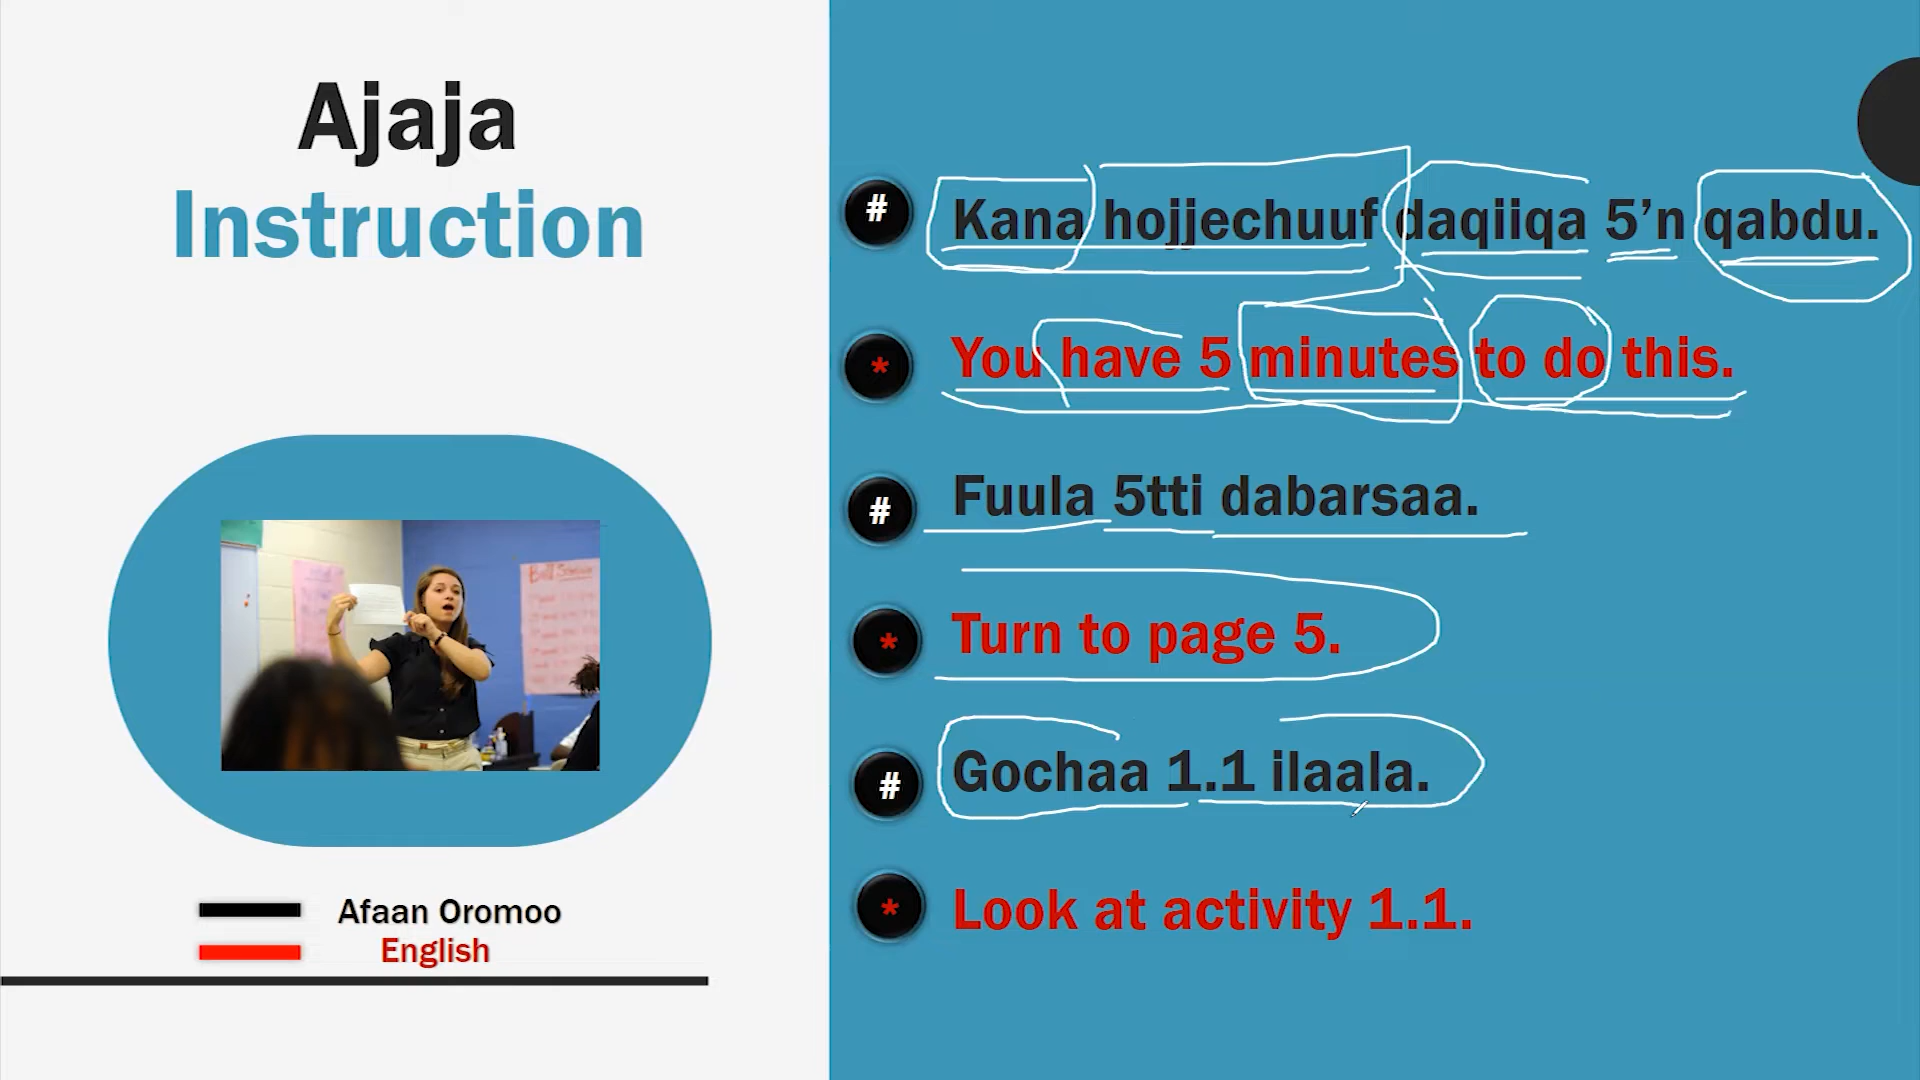 Ajaja
Instruction
Afaan Oromoo
English
# Kana hojjechuuf daqiiqa 5’n qabdu.
* You have 5 minutes to do this.
# Fuula 5tti dabarsaa.
* Turn to page 5.
# Gochaa 1.1 ilaala.
* Look at activity 1.1.